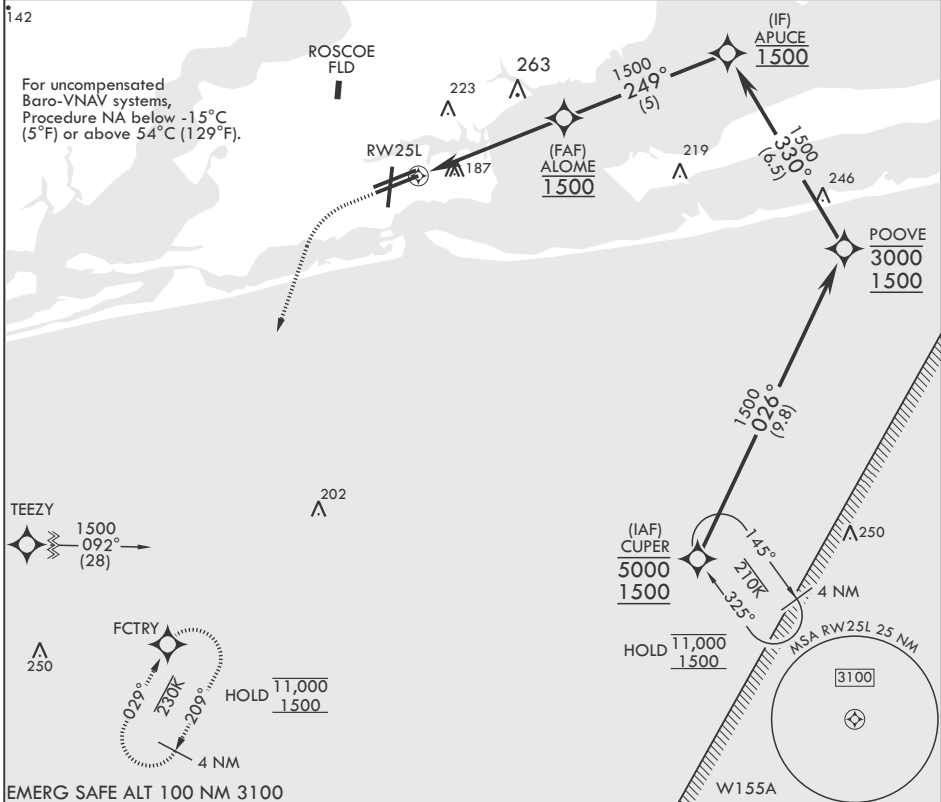 142
For uncompensated
Baro-VNAV systems,
Procedure NA below -15°C
(5°F) or above 54°C (129°F).
ROSCOE
FLD
223
263
RW25L
187
(IF)
APUCE
1500
1500
249°
(5)
(FAF)
ALOME
1500
219
1500
330°
(6.5)
246
POOVE
3000
1500
1500
026°
(9.8)
TEEZY
1500
092°
(28)
202
(IAF)
CUPER
5000
1500
145°
210K
325°
4 NM
250
HOLD 11,000
1500
FCTRY
250
029°
230K
209°
4 NM
HOLD 11,000
1500
MSA RW25L 25 NM
3100
W155A
EMERG SAFE ALT 100 NM 3100